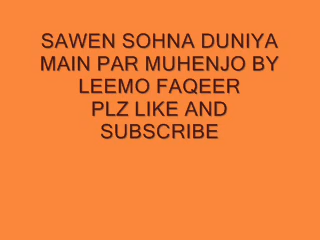 SAWEN SOHNA DUNIYA
MAIN PAR MUHENJO BY
LEEMO FAQEER
PLZ LIKE AND
SUBSCRIBE